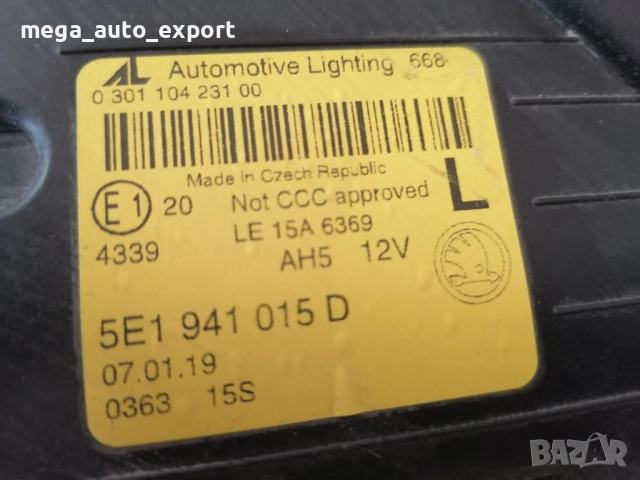 mega_auto_export
AL Automotive Lighting 668
0 301 104 231 00
Made in Czech Republic
E1 20 Not CCC approved L
LE 15A 6369
4339 AH5 12V
5E1 941 015 D
07.01.19
0363 15S
BAZAR